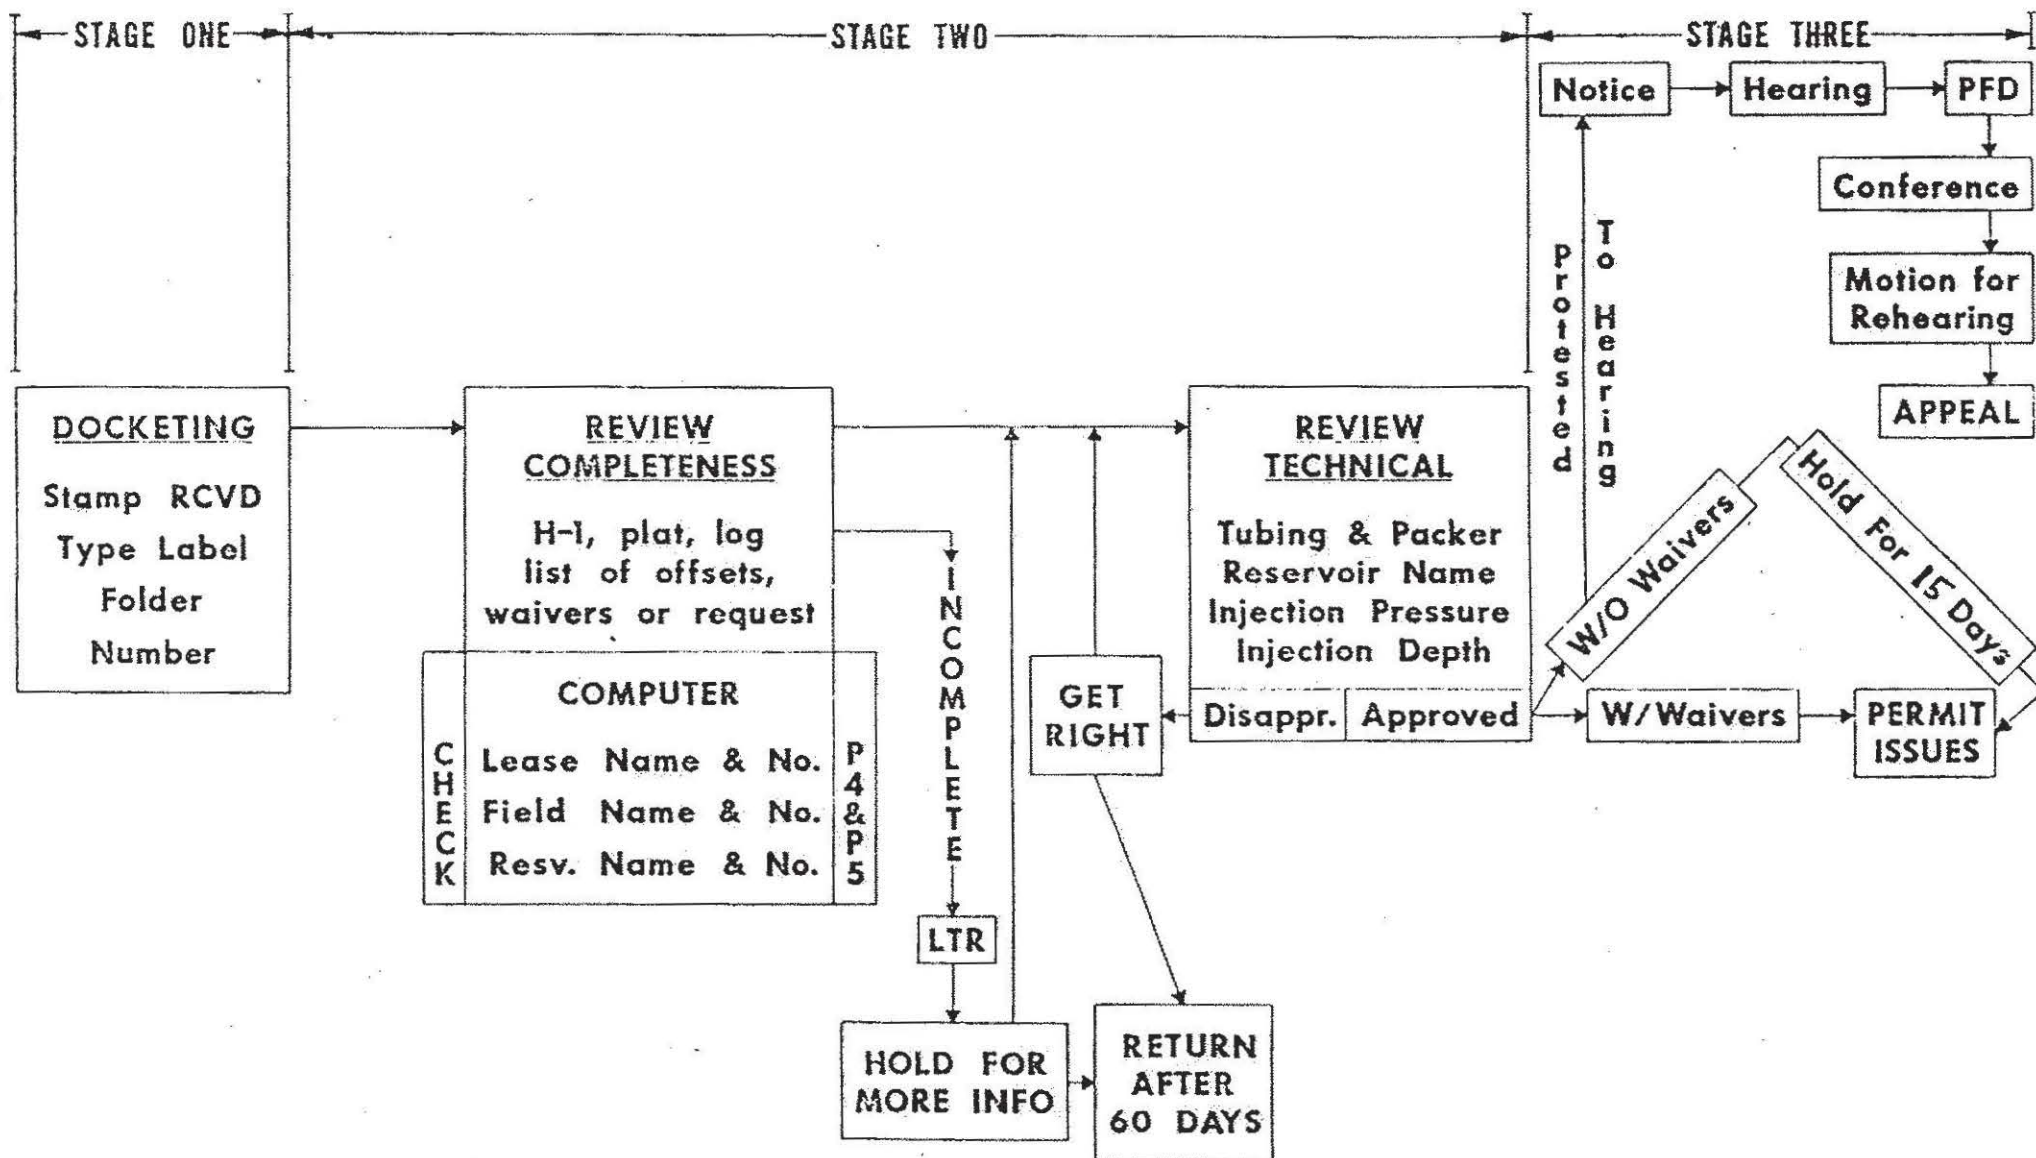 STAGE ONE
STAGE TWO
STAGE THREE
Notice
Hearing
PFD
Conference
Motion for
Rehearing
APPEAL
Protested
To Hearing
DOCKETING
Stamp RCVD
Type Label
Folder
Number
REVIEW
COMPLETENESS
H-1, plat, log
list of offsets,
waivers or request
CHECK
COMPUTER
Lease Name & No.
Field Name & No.
Resv. Name & No.
P4&P5
INCOMPLETE
LTR
HOLD FOR
MORE INFO
RETURN
AFTER
60 DAYS
GET
RIGHT
REVIEW
TECHNICAL
Tubing & Packer
Reservoir Name
Injection Pressure
Injection Depth
Disappr.
Approved
W/O Waivers
Hold For 15 Days
W/Waivers
PERMIT
ISSUES